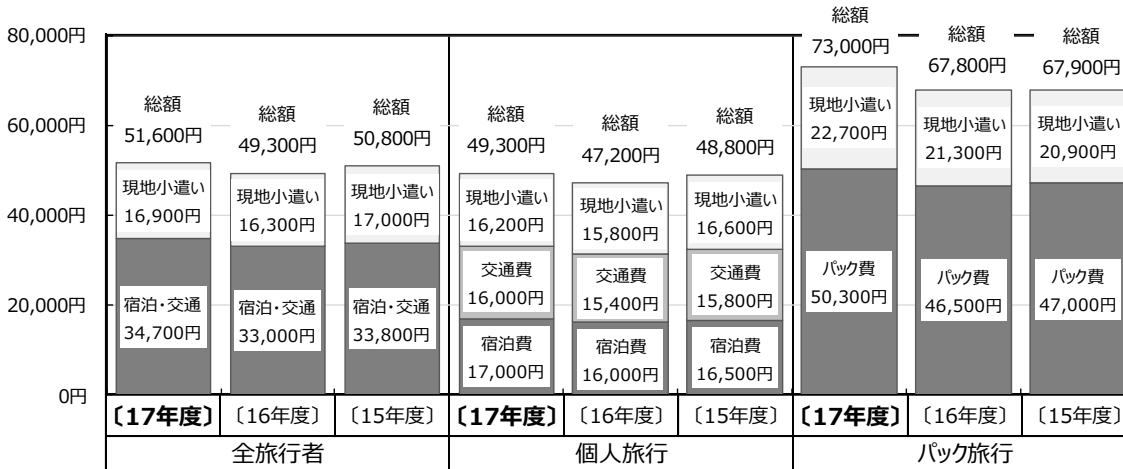 80,000円
60,000円
40,000円
20,000円
0円
総額
51,600円
現地小遣い
16,900円
宿泊・交通
34,700円
総額
49,300円
現地小遣い
16,300円
宿泊・交通
33,000円
総額
50,800円
現地小遣い
17,000円
宿泊・交通
33,800円
総額
49,300円
現地小遣い
16,200円
交通費
16,000円
宿泊費
17,000円
総額
47,200円
現地小遣い
15,800円
交通費
15,400円
宿泊費
16,000円
総額
48,800円
現地小遣い
16,600円
交通費
15,800円
宿泊費
16,500円
総額
73,000円
現地小遣い
22,700円
パック費
50,300円
総額
67,800円
現地小遣い
21,300円
パック費
46,500円
総額
67,900円
現地小遣い
20,900円
パック費
47,000円
〔17年度〕 〔16年度〕 〔15年度〕 〔17年度〕 〔16年度〕 〔15年度〕 〔17年度〕 〔16年度〕 〔15年度〕
全旅行者 個人旅行 パック旅行